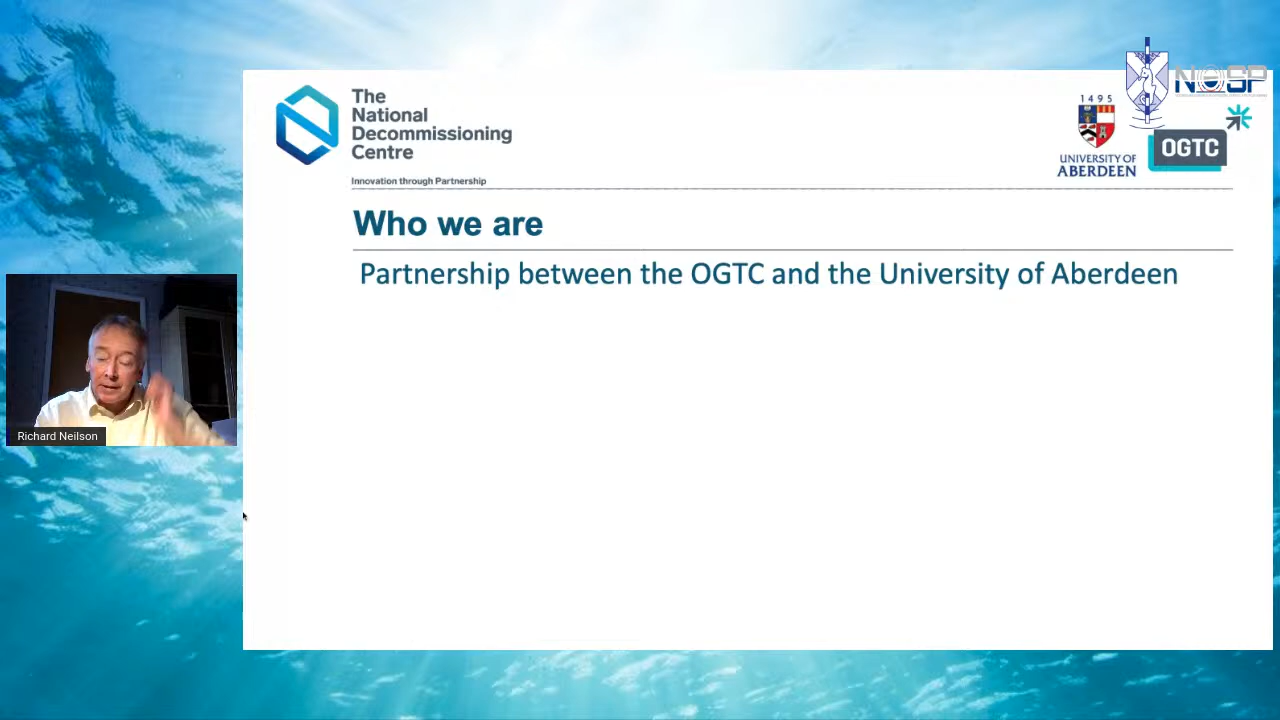 The
National
Decommissioning
Centre
Innovation through Partnership
1495
UNIVERSITY OF
ABERDEEN
OGTC
Who we are
Partnership between the OGTC and the University of Aberdeen
Richard Neilson